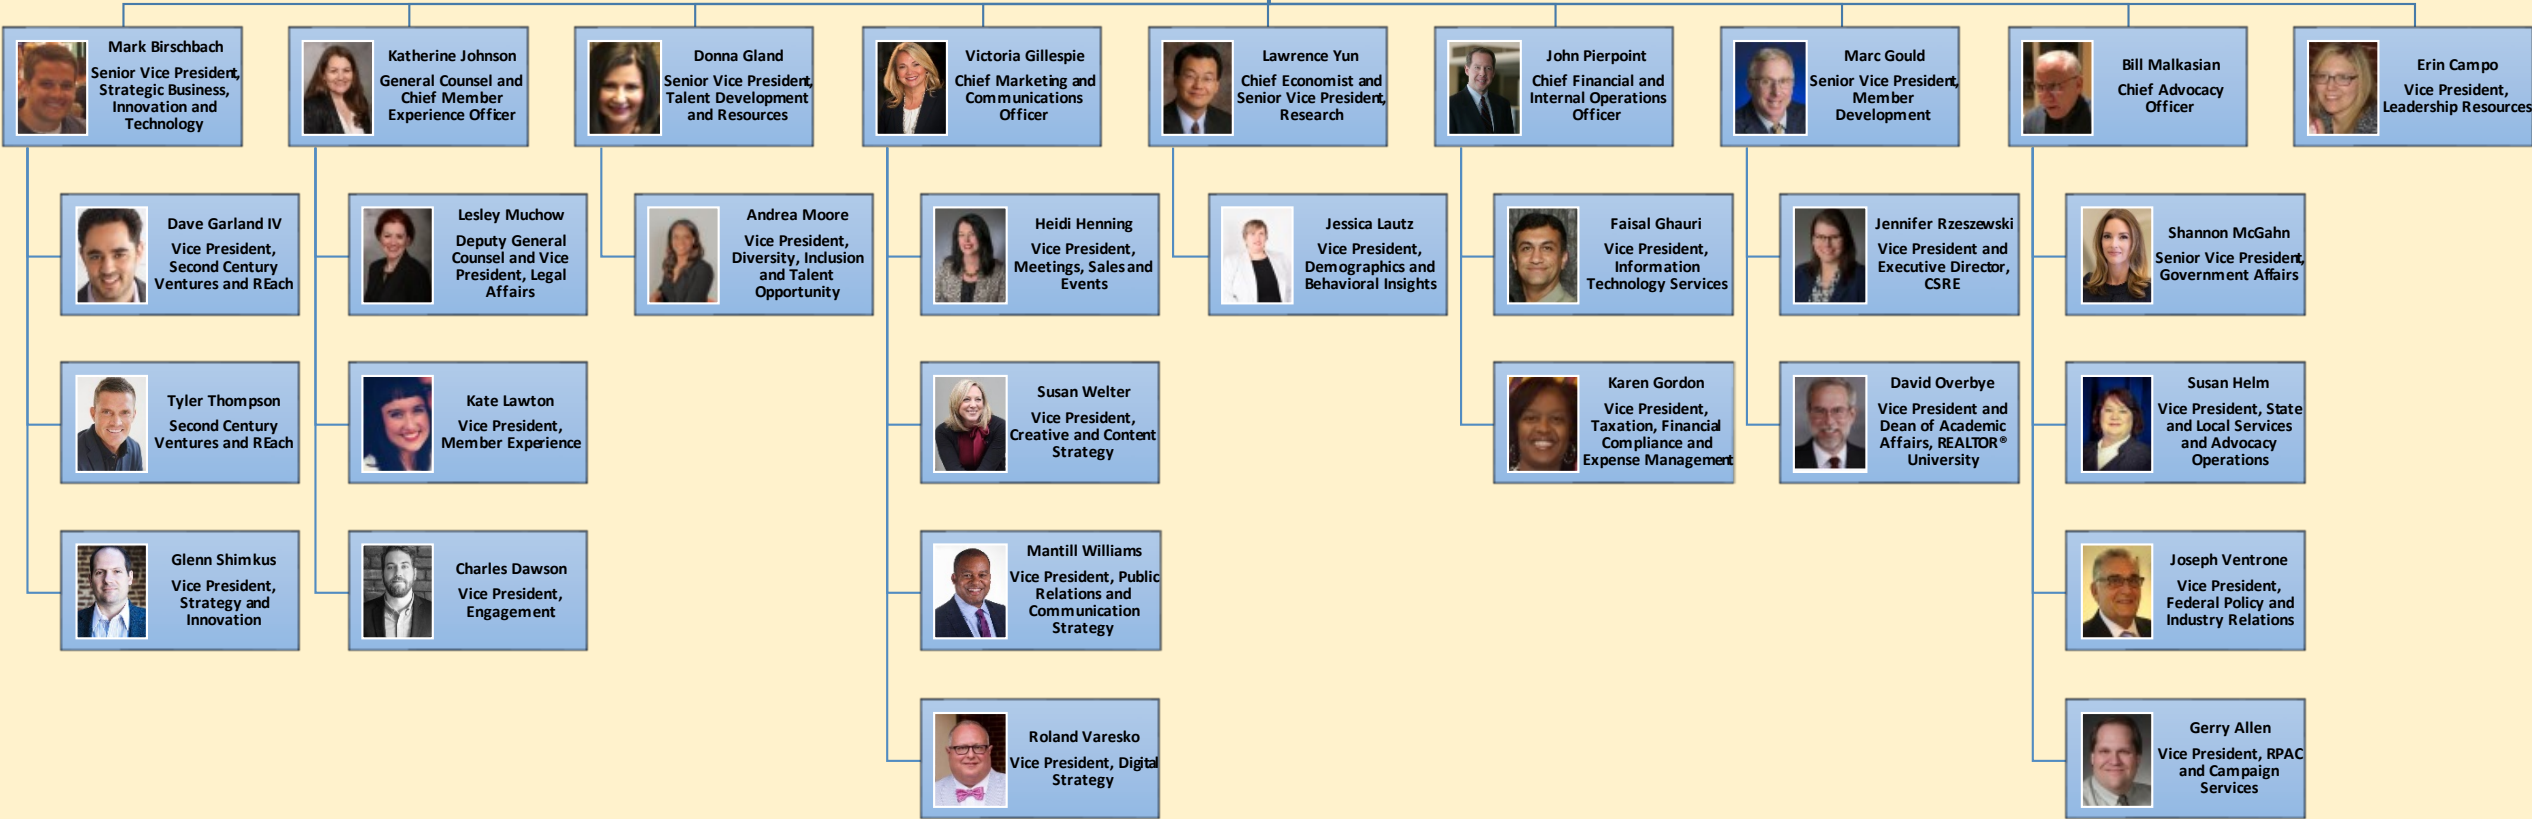 Mark Birschbach
Senior Vice President,
Strategic Business,
Innovation and
Technology
Katherine Johnson
General Counsel and
Chief Member
Experience Officer
Donna Gland
Senior Vice President,
Talent Development
and Resources
Victoria Gillespie
Chief Marketing and
Communications
Officer
Lawrence Yun
Chief Economist and
Senior Vice President,
Research
John Pierpoint
Chief Financial and
Internal Operations
Officer
Marc Gould
Senior Vice President,
Member
Development
Bill Malkasian
Chief Advocacy
Officer
Erin Campo
Vice President,
Leadership Resources
Dave Garland IV
Vice President,
Second Century
Ventures and REach
Lesley Muchow
Deputy General
Counsel and Vice
President, Legal
Affairs
Andrea Moore
Vice President,
Diversity, Inclusion
and Talent
Opportunity
Heidi Henning
Vice President,
Meetings, Sales and
Events
Jessica Lautz
Vice President,
Demographics and
Behavioral Insights
Faisal Ghauri
Vice President,
Information
Technology Services
Jennifer Rzeszewski
Vice President and
Executive Director,
CSRE
Shannon McGahn
Senior Vice President,
Government Affairs
Tyler Thompson
Second Century
Ventures and REach
Kate Lawton
Vice President,
Member Experience
Susan Welter
Vice President,
Creative and Content
Strategy
Karen Gordon
Vice President,
Taxation, Financial
Compliance and
Expense Management
David Overbye
Vice President and
Dean of Academic
Affairs, REALTOR®
University
Susan Helm
Vice President, State
and Local Services
and Advocacy
Operations
Glenn Shimkus
Vice President,
Strategy and
Innovation
Charles Dawson
Vice President,
Engagement
Mantill Williams
Vice President, Public
Relations and
Communication
Strategy
Joseph Ventrone
Vice President,
Federal Policy and
Industry Relations
Roland Varesko
Vice President, Digital
Strategy
Gerry Allen
Vice President, RPAC
and Campaign
Services